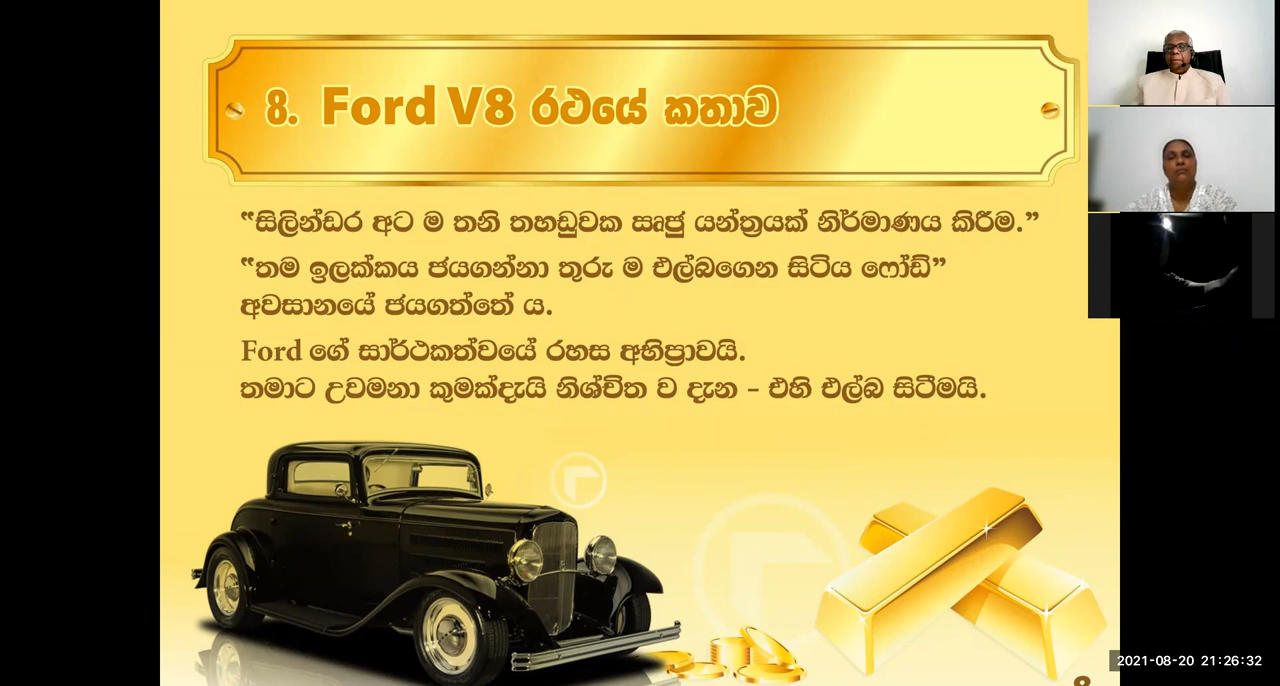 8. Ford V8 රථයේ කතාව
“සිලින්ඩර අට ම තනි තහඩුවක ඍජු යන්ත්‍රයක් නිර්මාණය කිරීම.”
“තම ඉලක්කය ජයගන්නා තුරු ම එල්බගෙන සිටිය ෆෝඩ්”
අවසානයේ ජයගත්තේ ය.
Ford ගේ සාර්ථකත්වයේ රහස අභිප්‍රාවයි.
තමාට උවමනා කුමක්දැයි නිශ්චිත ව දැන – එහි එල්බ සිටීමයි.
2021-08-20 21:26:32